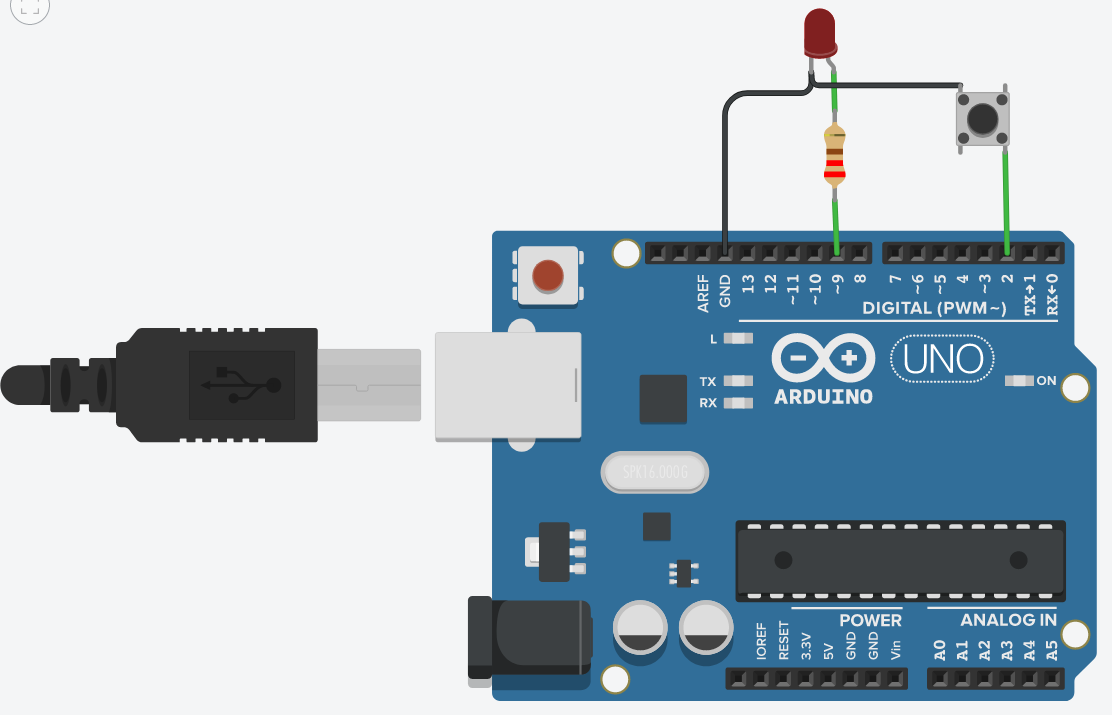 AREF
GND
13
12
~11
~10
~9
8
7
~6
~5
4
~3
2
TX→1
RX←0
DIGITAL (PWM~)
L
TX
RX
UNO
ON
ARDUINO
SPK16.000G
POWER
ANALOG IN
IOREF
RESET
3.3V
5V
GND
GND
Vin
A0
A1
A2
A3
A4
A5